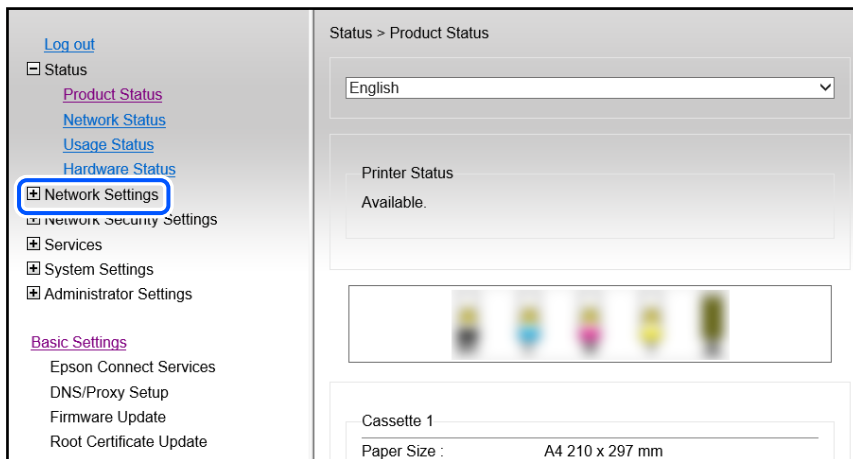 Log out
Status
Product Status
Network Status
Usage Status
Hardware Status
Network Settings
Network Security Settings
Services
System Settings
Administrator Settings
Basic Settings
Epson Connect Services
DNS/Proxy Setup
Firmware Update
Root Certificate Update
Status > Product Status
English
Printer Status
Available.
Cassette 1
Paper Size : A4 210 x 297 mm